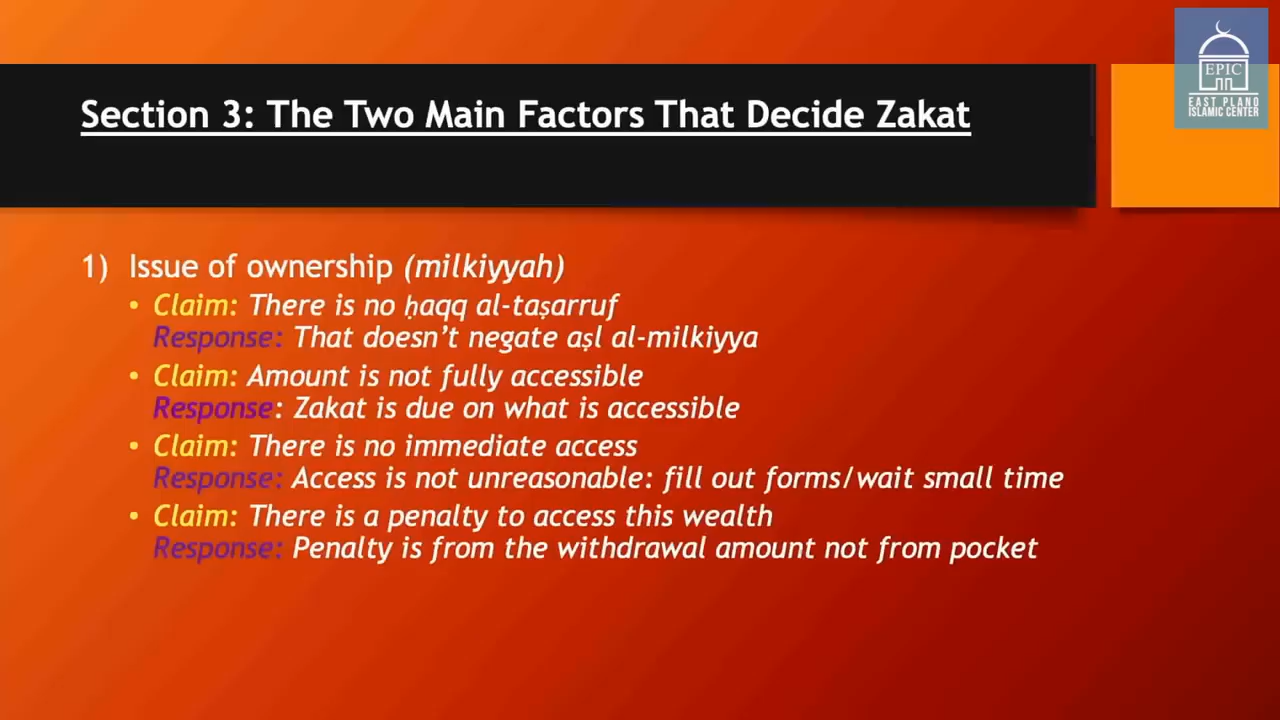 Section 3: The Two Main Factors That Decide Zakat
EPIC
EAST PLANO
ISLAMIC CENTER
1) Issue of ownership (milkiyyah)
• Claim: There is no ḥaqq al-taṣarruf
Response: That doesn’t negate aṣl al-milkiyya
• Claim: Amount is not fully accessible
Response: Zakat is due on what is accessible
• Claim: There is no immediate access
Response: Access is not unreasonable: fill out forms/wait small time
• Claim: There is a penalty to access this wealth
Response: Penalty is from the withdrawal amount not from pocket